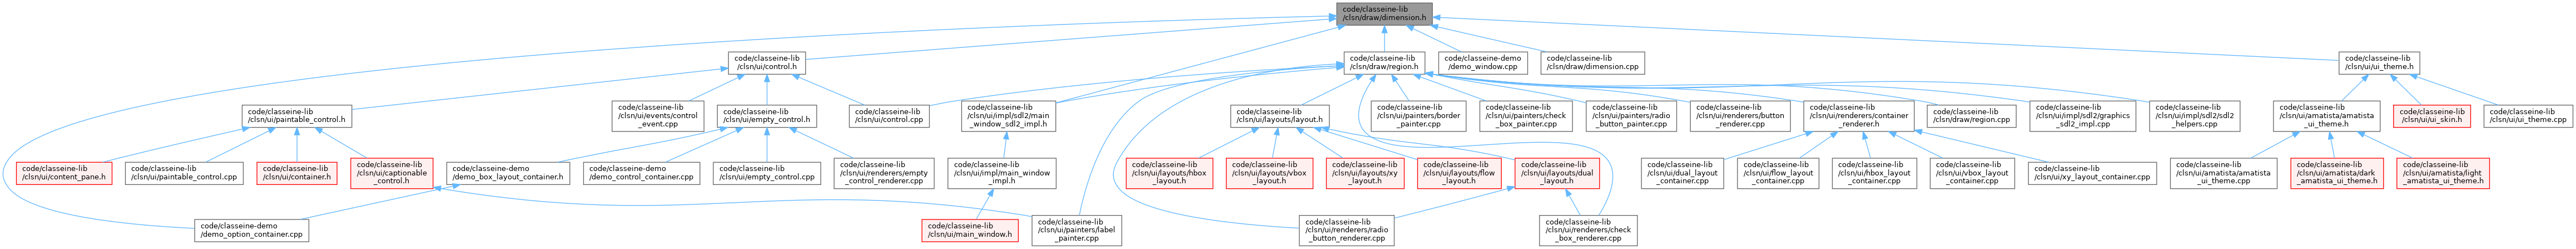 code/classeine-lib
/clsn/draw/dimension.h
code/classeine-lib
/clsn/ui/control.h
code/classeine-lib
/clsn/draw/region.h
code/classeine-demo
/demo_window.cpp
code/classeine-lib
/clsn/draw/dimension.cpp
code/classeine-lib
/clsn/ui/ui_theme.h
code/classeine-lib
/clsn/ui/paintable_control.h
code/classeine-lib
/clsn/ui/events/control
_event.cpp
code/classeine-lib
/clsn/ui/empty_control.h
code/classeine-lib
/clsn/ui/control.cpp
code/classeine-lib
/clsn/ui/impl/sdl2/main
_window_sdl2_impl.h
code/classeine-lib
/clsn/ui/layouts/layout.h
code/classeine-lib
/clsn/ui/painters/border
_painter.cpp
code/classeine-lib
/clsn/ui/painters/check
_box_painter.cpp
code/classeine-lib
/clsn/ui/painters/radio
_button_painter.cpp
code/classeine-lib
/clsn/ui/renderers/button
_renderer.cpp
code/classeine-lib
/clsn/ui/renderers/container
_renderer.h
code/classeine-lib
/clsn/draw/region.cpp
code/classeine-lib
/clsn/ui/impl/sdl2/graphics
_sdl2_impl.cpp
code/classeine-lib
/clsn/ui/impl/sdl2/sdl2
_helpers.cpp
code/classeine-lib
/clsn/ui/amatista/amatista
_ui_theme.h
code/classeine-lib
/clsn/ui/ui_skin.h
code/classeine-lib
/clsn/ui/ui_theme.cpp
code/classeine-lib
/clsn/ui/content_pane.h
code/classeine-lib
/clsn/ui/paintable_control.cpp
code/classeine-lib
/clsn/ui/container.h
code/classeine-lib
/clsn/ui/captionable
_control.h
code/classeine-demo
/demo_box_layout_container.h
code/classeine-demo
/demo_control_container.cpp
code/classeine-lib
/clsn/ui/empty_control.cpp
code/classeine-lib
/clsn/ui/renderers/empty
_control_renderer.cpp
code/classeine-lib
/clsn/ui/impl/main_window
_impl.h
code/classeine-lib
/clsn/ui/layouts/hbox
_layout.h
code/classeine-lib
/clsn/ui/layouts/vbox
_layout.h
code/classeine-lib
/clsn/ui/layouts/xy
_layout.h
code/classeine-lib
/clsn/ui/layouts/flow
_layout.h
code/classeine-lib
/clsn/ui/layouts/dual
_layout.h
code/classeine-lib
/clsn/ui/dual_layout
_container.cpp
code/classeine-lib
/clsn/ui/flow_layout
_container.cpp
code/classeine-lib
/clsn/ui/hbox_layout
_container.cpp
code/classeine-lib
/clsn/ui/vbox_layout
_container.cpp
code/classeine-lib
/clsn/ui/xy_layout_container.cpp
code/classeine-lib
/clsn/ui/amatista/amatista
_ui_theme.cpp
code/classeine-lib
/clsn/ui/amatista/dark
_amatista_ui_theme.h
code/classeine-lib
/clsn/ui/amatista/light
_amatista_ui_theme.h
code/classeine-demo
/demo_option_container.cpp
code/classeine-lib
/clsn/ui/main_window.h
code/classeine-lib
/clsn/ui/painters/label
_painter.cpp
code/classeine-lib
/clsn/ui/renderers/radio
_button_renderer.cpp
code/classeine-lib
/clsn/ui/renderers/check
_box_renderer.cpp